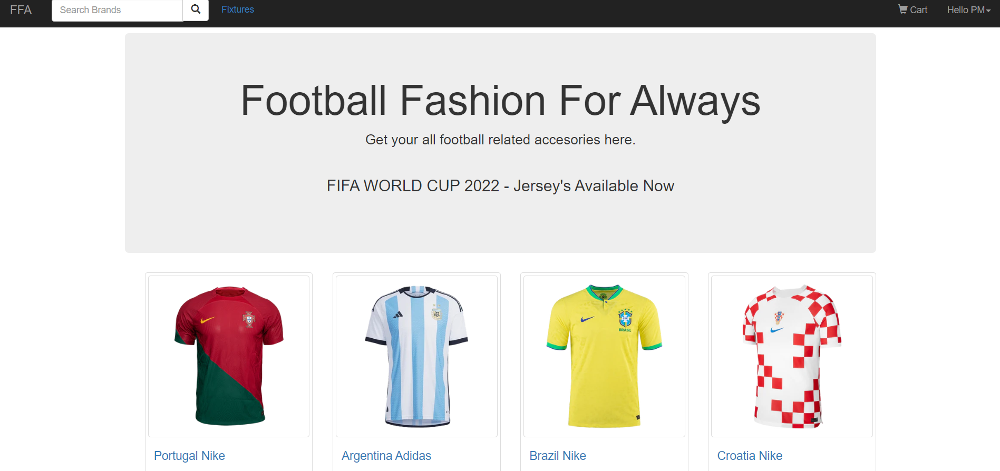 FFA
Search Brands
Fixtures
Cart
Hello PM
Football Fashion For Always
Get your all football related accesories here.
FIFA WORLD CUP 2022 - Jersey's Available Now
BRASIL
Portugal Nike
Argentina Adidas
Brazil Nike
Croatia Nike